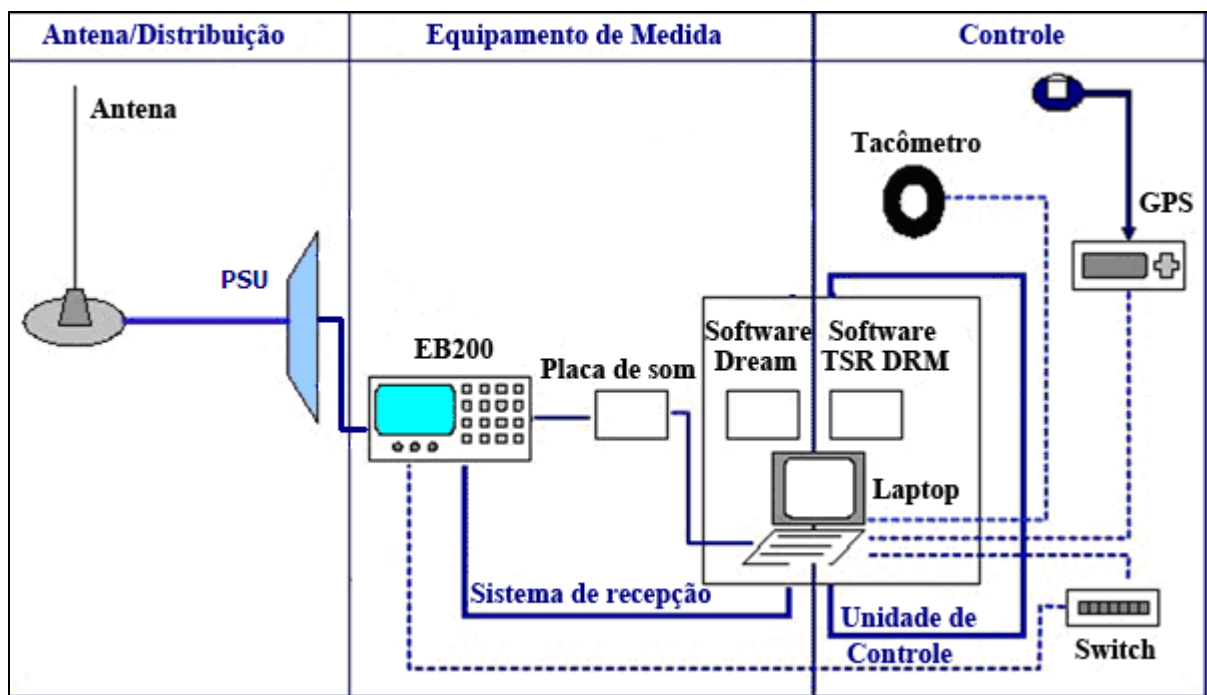 Antena/Distribuição
Equipamento de Medida
Controle
Antena
Tacômetro
GPS
PSU
EB200
Placa de som
Software
Dream
Software
TSR DRM
Laptop
Sistema de recepção
Unidade de
Controle
Switch